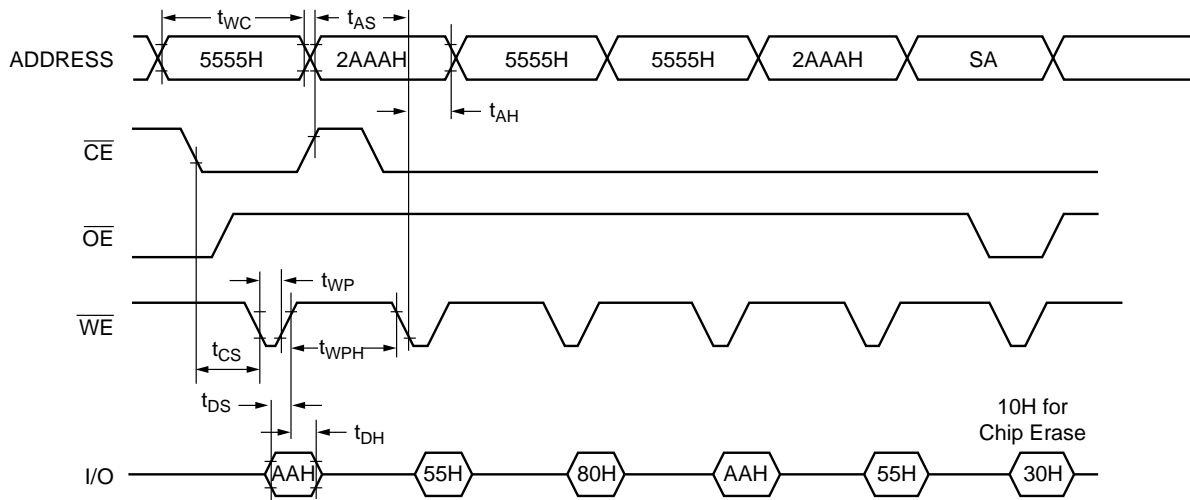 tWC tAS
ADDRESS 5555H 2AAAH 5555H 5555H 2AAAH SA
tAH
CE
OE
tWP
WE
tCS tWPH
tDS
tDH
10H for
Chip Erase
I/O AAH 55H 80H AAH 55H 30H